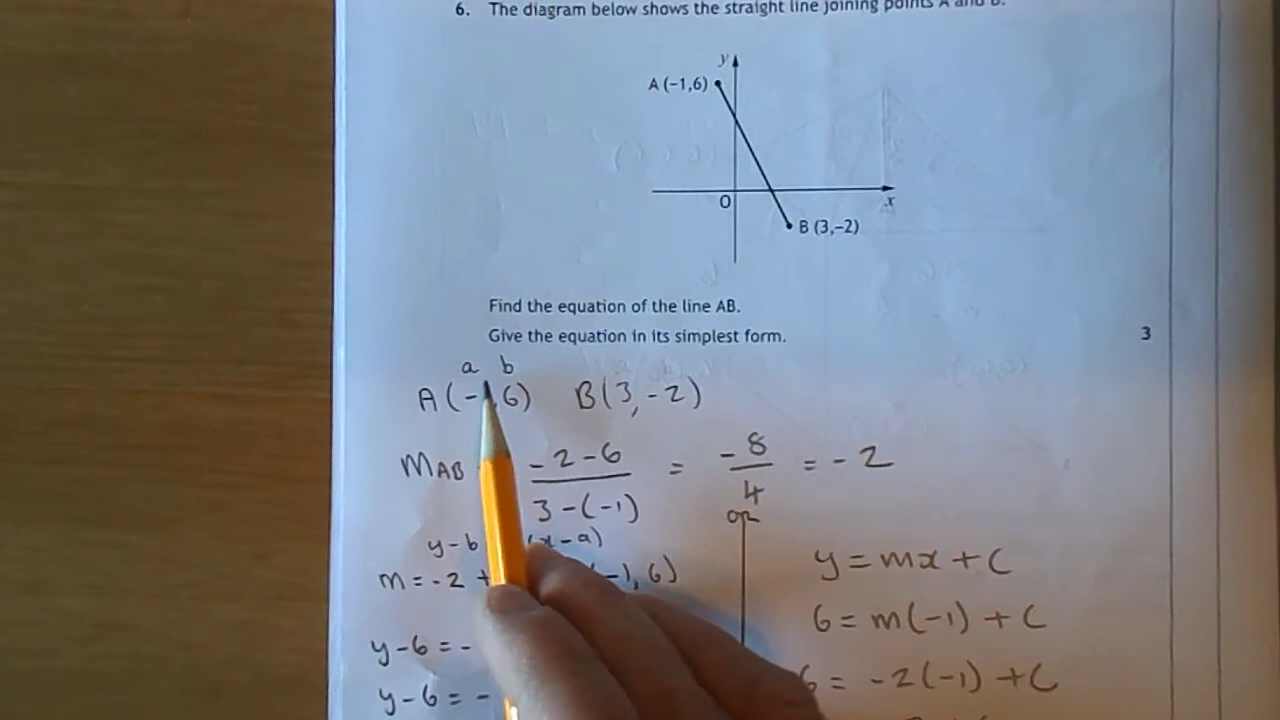 6. The diagram below shows the straight line joining points A and B.
y
A (−1,6)
O
x
B (3,−2)
Find the equation of the line AB.
Give the equation in its simplest form.
3
a b
A(- ,6) B(3,-2)
MAB -2-6 = -8 = -2
3-(-1) 4
or
y-b (x-a)
m=-2 + (-1, 6)
y-6 = -
y-6 = -
y = mx + C
6 = m(-1) + C
6 = -2(-1) + C